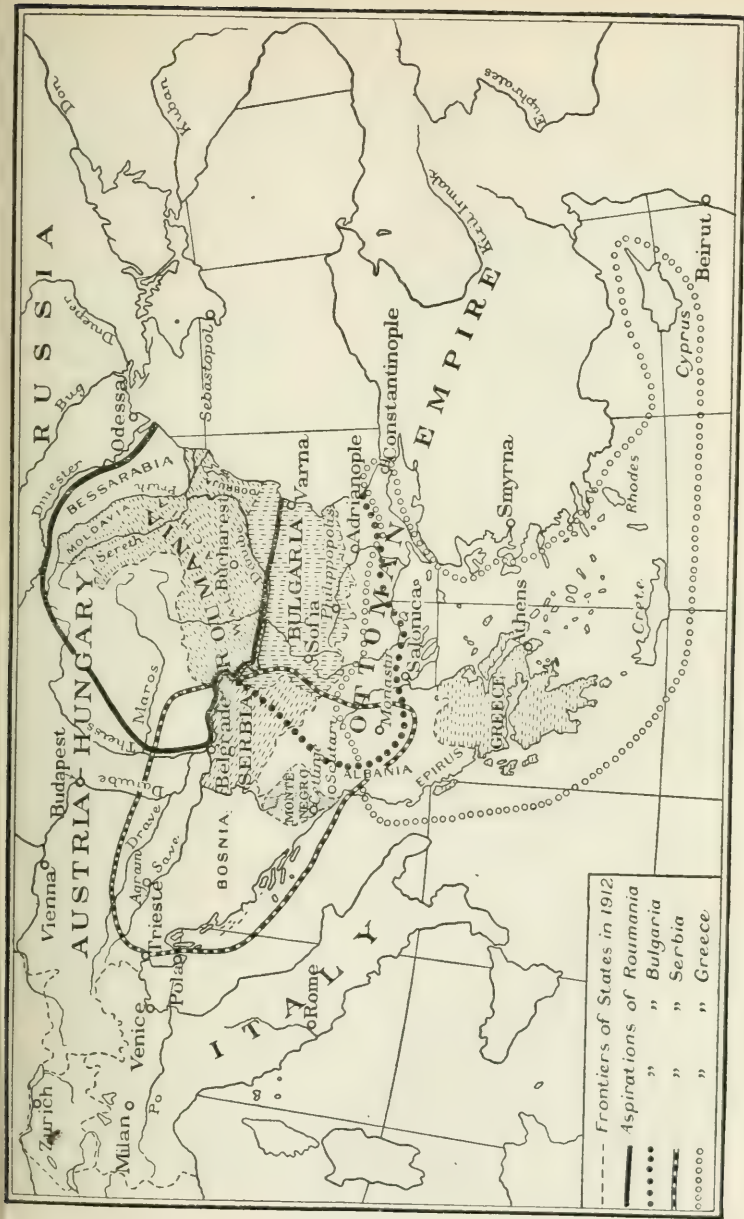 RUSSIA
Don
Kuban
Dnieper
Bug
Dniester
Odessa
Sebastopol
BESSARABIA
MOLDAVIA
Pruth
Sereth
AUSTRIA-HUNGARY
Vienna
Budapest
Theiss
Maros
Danube
Drave
Agram
Save
Trieste
Pola
Venice
Zurich
Milan
Po
ITALY
Rome
BOSNIA
Belgrade
SERBIA
ROUMANIA
Bucharest
DOBRUJA
Varna
BULGARIA
Sofia
Philippopolis
Adrianople
Constantinople
MONTE-
NEGRO
Cetinje
Scutari
ALBANIA
Monastir
Salonica
EPIRUS
GREECE
Athens
OTTOMAN
EMPIRE
Smyrna
Kizil Irmak
Euphrates
Rhodes
Crete
Cyprus
Beirut
Frontiers of States in 1912
Aspirations of Roumania
" " Bulgaria
" " Serbia
" " Greece